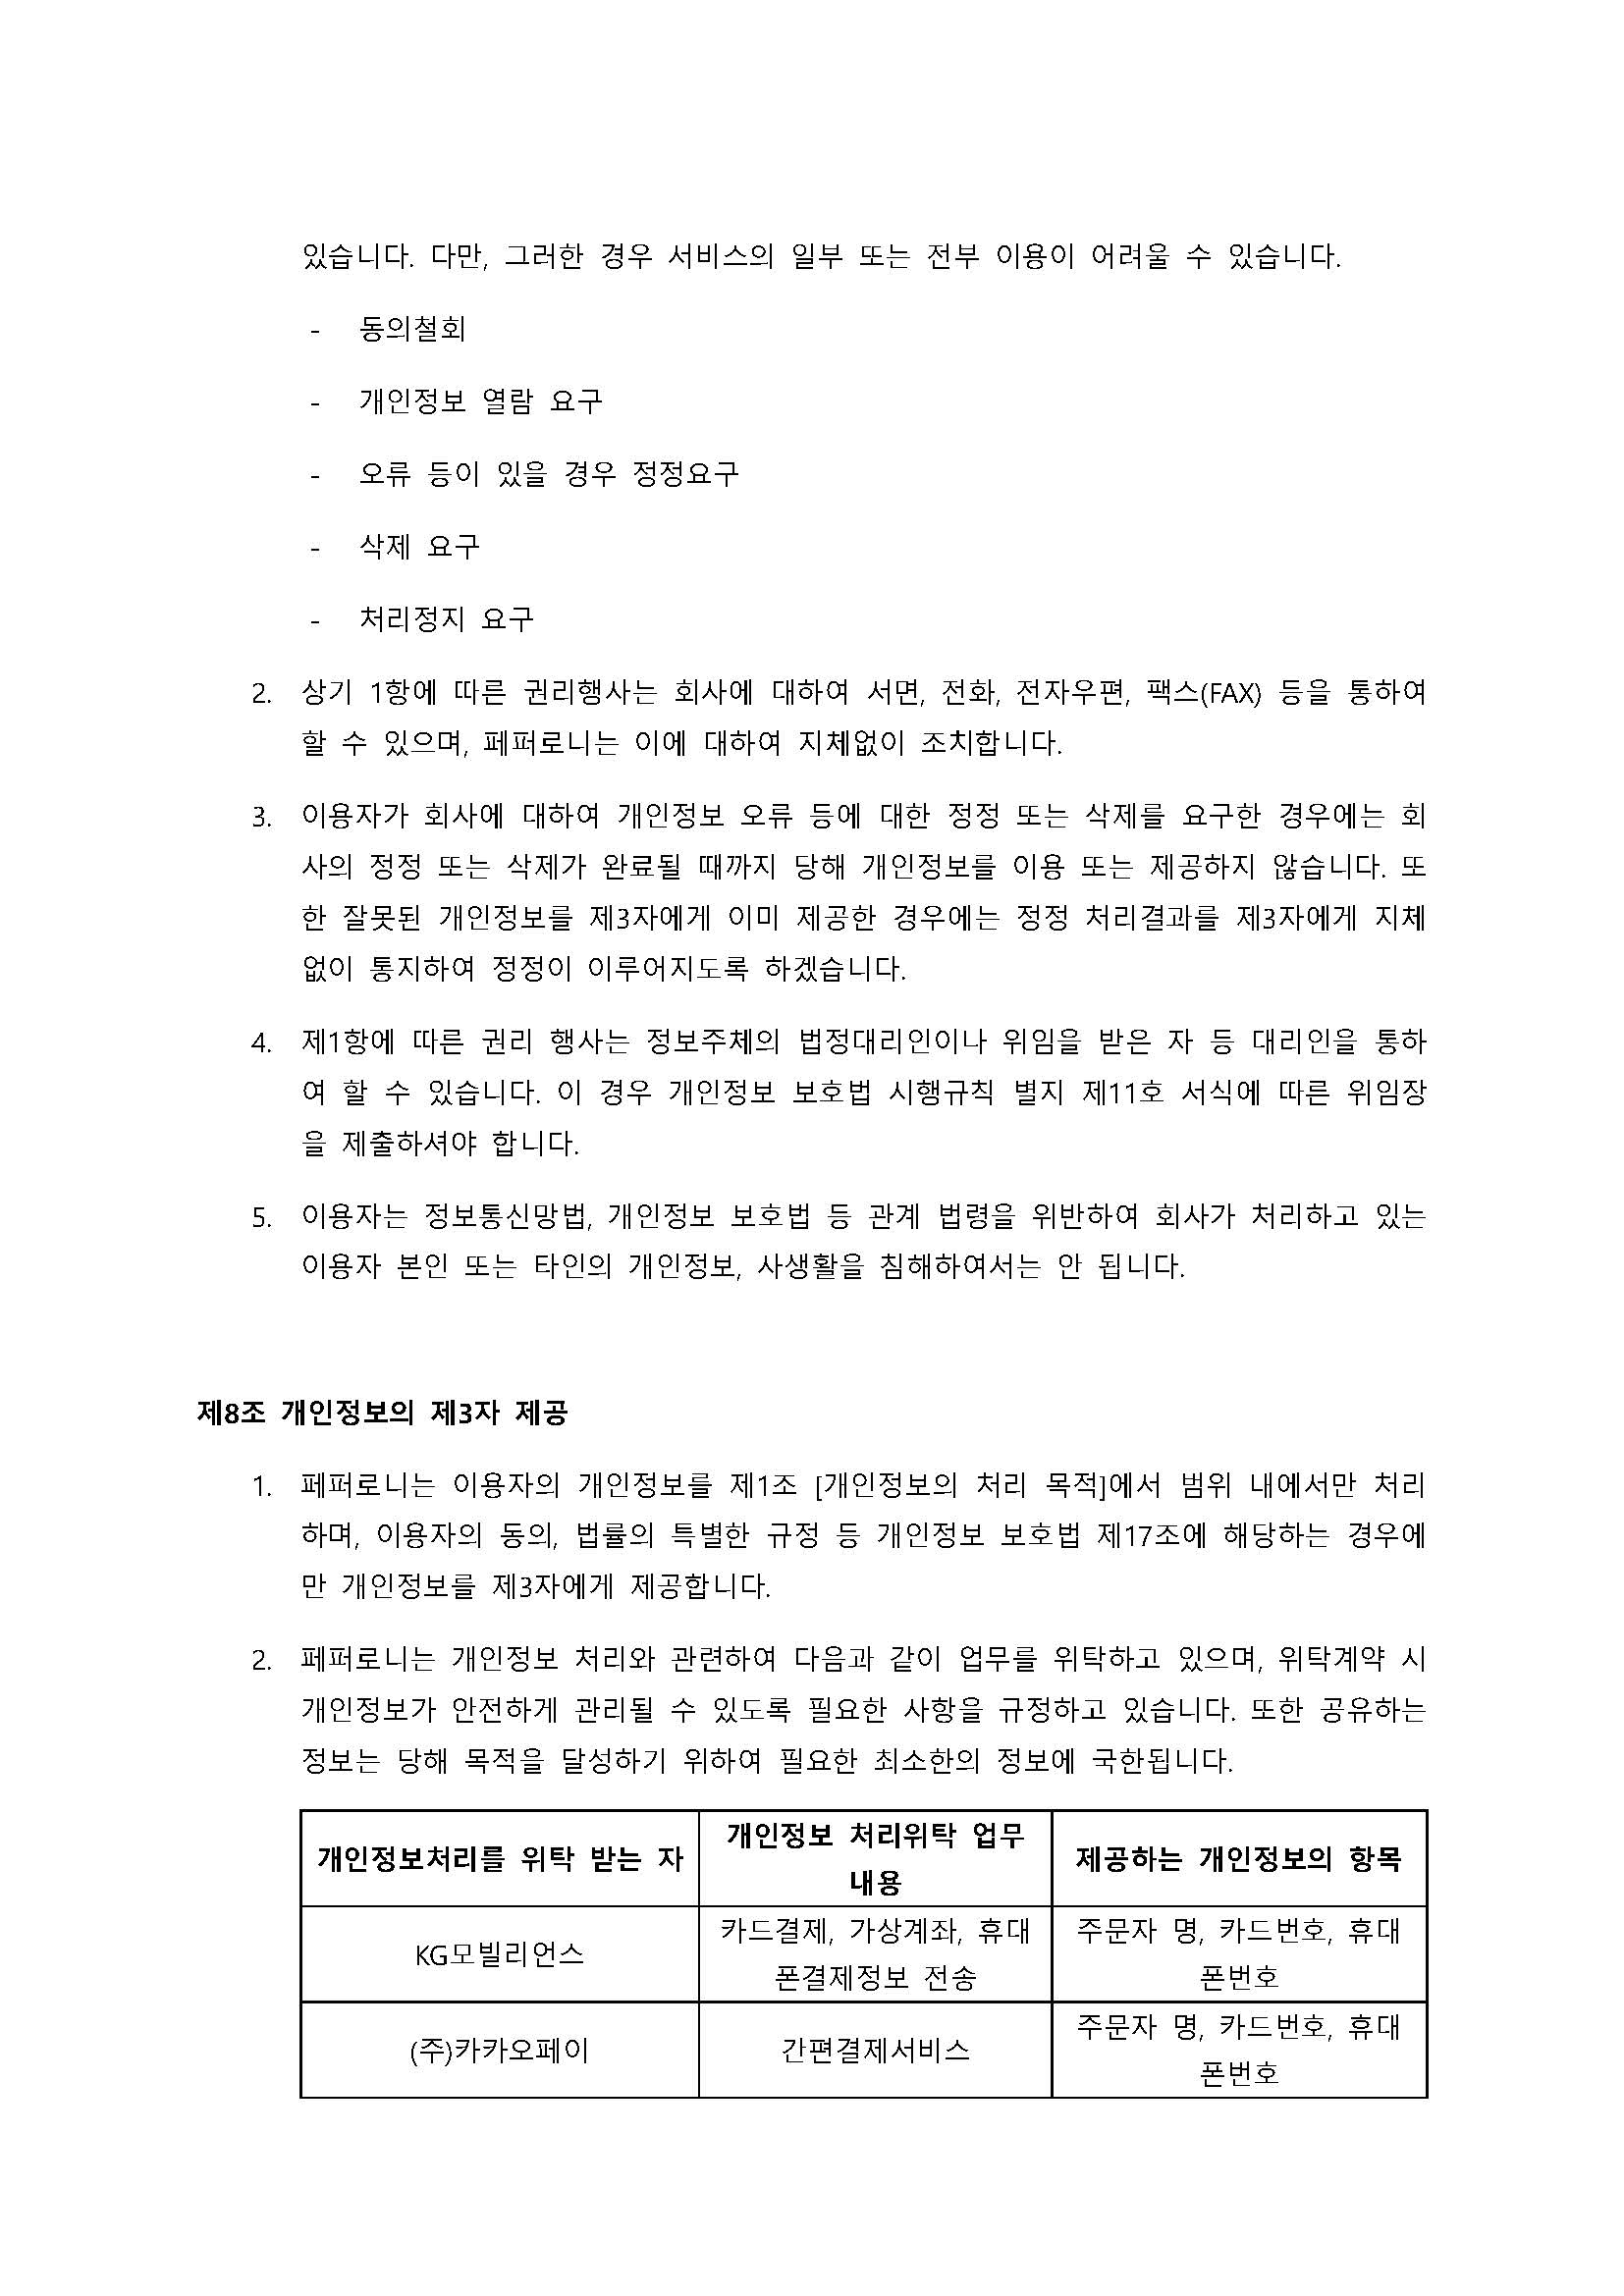 있습니다. 다만, 그러한 경우 서비스의 일부 또는 전부 이용이 어려울 수 있습니다.
- 동의철회
- 개인정보 열람 요구
- 오류 등이 있을 경우 정정요구
- 삭제 요구
- 처리정지 요구
2. 상기 1항에 따른 권리행사는 회사에 대하여 서면, 전화, 전자우편, 팩스(FAX) 등을 통하여
할 수 있으며, 페퍼로니는 이에 대하여 지체없이 조치합니다.
3. 이용자가 회사에 대하여 개인정보 오류 등에 대한 정정 또는 삭제를 요구한 경우에는 회
사의 정정 또는 삭제가 완료될 때까지 당해 개인정보를 이용 또는 제공하지 않습니다. 또
한 잘못된 개인정보를 제3자에게 이미 제공한 경우에는 정정 처리결과를 제3자에게 지체
없이 통지하여 정정이 이루어지도록 하겠습니다.
4. 제1항에 따른 권리 행사는 정보주체의 법정대리인이나 위임을 받은 자 등 대리인을 통하
여 할 수 있습니다. 이 경우 개인정보 보호법 시행규칙 별지 제11호 서식에 따른 위임장
을 제출하셔야 합니다.
5. 이용자는 정보통신망법, 개인정보 보호법 등 관계 법령을 위반하여 회사가 처리하고 있는
이용자 본인 또는 타인의 개인정보, 사생활을 침해하여서는 안 됩니다.
제8조 개인정보의 제3자 제공
1. 페퍼로니는 이용자의 개인정보를 제1조 [개인정보의 처리 목적]에서 범위 내에서만 처리
하며, 이용자의 동의, 법률의 특별한 규정 등 개인정보 보호법 제17조에 해당하는 경우에
만 개인정보를 제3자에게 제공합니다.
2. 페퍼로니는 개인정보 처리와 관련하여 다음과 같이 업무를 위탁하고 있으며, 위탁계약 시
개인정보가 안전하게 관리될 수 있도록 필요한 사항을 규정하고 있습니다. 또한 공유하는
정보는 당해 목적을 달성하기 위하여 필요한 최소한의 정보에 국한됩니다.
개인정보처리를 위탁 받는 자
개인정보 처리위탁 업무
내용
제공하는 개인정보의 항목
KG모빌리언스
카드결제, 가상계좌, 휴대
폰결제정보 전송
주문자 명, 카드번호, 휴대
폰번호
(주)카카오페이
간편결제서비스
주문자 명, 카드번호, 휴대
폰번호